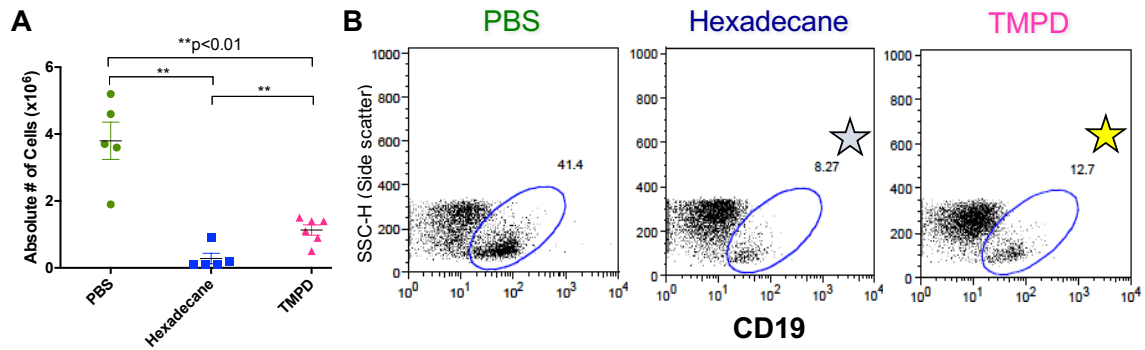 A
**p<0.01
**
**
Absolute # of Cells (x10⁶)
6
4
2
0
PBS
Hexadecane
TMPD
B
PBS
Hexadecane
TMPD
SSC-H (Side scatter)
1000
800
600
400
200
0
41.4
10⁰ 10¹ 10² 10³ 10⁴
1000
800
600
400
200
0
8.27
10⁰ 10¹ 10² 10³ 10⁴
1000
800
600
400
200
0
12.7
10⁰ 10¹ 10² 10³ 10⁴
CD19